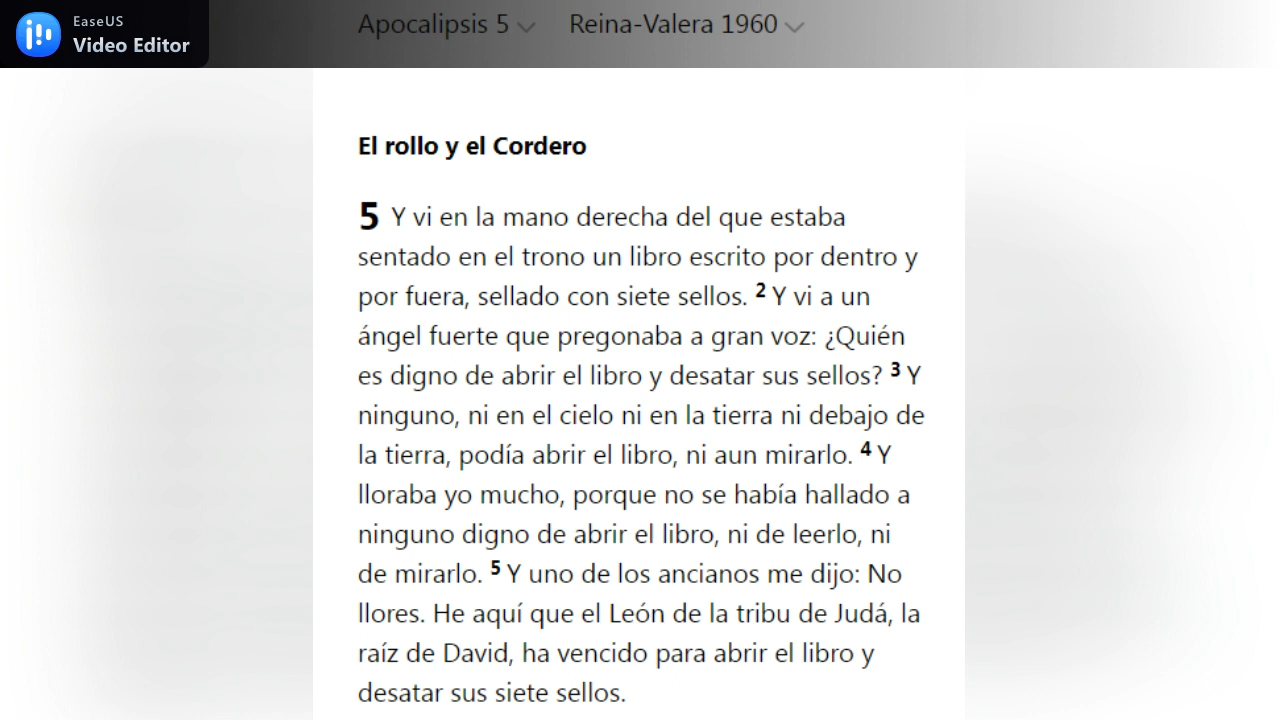 EaseUS
Video Editor
Apocalipsis 5 Reina-Valera 1960
El rollo y el Cordero
5 Y vi en la mano derecha del que estaba
sentado en el trono un libro escrito por dentro y
por fuera, sellado con siete sellos. 2 Y vi a un
ángel fuerte que pregonaba a gran voz: ¿Quién
es digno de abrir el libro y desatar sus sellos? 3 Y
ninguno, ni en el cielo ni en la tierra ni debajo de
la tierra, podía abrir el libro, ni aun mirarlo. 4 Y
lloraba yo mucho, porque no se había hallado a
ninguno digno de abrir el libro, ni de leerlo, ni
de mirarlo. 5 Y uno de los ancianos me dijo: No
llores. He aquí que el León de la tribu de Judá, la
raíz de David, ha vencido para abrir el libro y
desatar sus siete sellos.